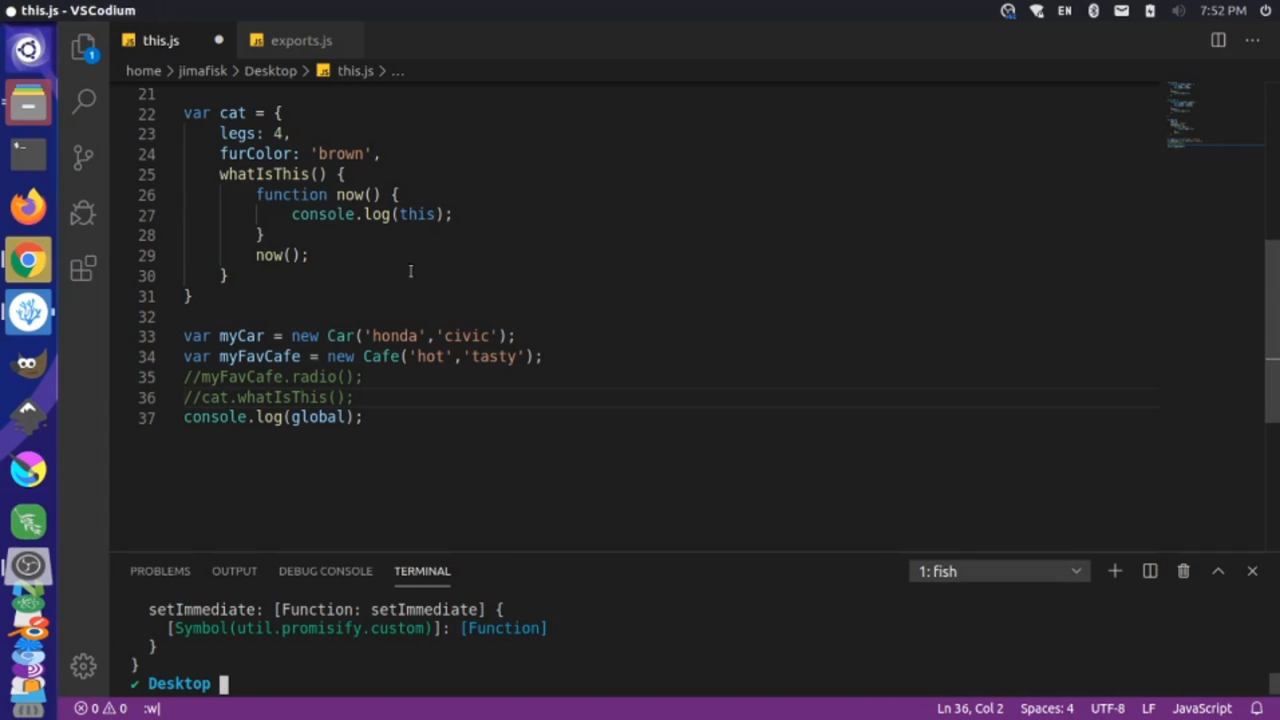 this.js - VSCodium
EN
7:52 PM
this.js
exports.js
home > jimafisk > Desktop > this.js > ...
1
21
22 var cat = {
23 legs: 4,
24 furColor: 'brown',
25 whatIsThis() {
26 function now() {
27 console.log(this);
28 }
29 now();
30 }
31 }
32
33 var myCar = new Car('honda','civic');
34 var myFavCafe = new Cafe('hot','tasty');
35 //myFavCafe.radio();
36 //cat.whatIsThis();
37 console.log(global);
PROBLEMS OUTPUT DEBUG CONSOLE TERMINAL 1: fish
setImmediate: [Function: setImmediate] {
[Symbol(util.promisify.custom)]: [Function]
}
}
✔ Desktop
0 0 :w| Ln 36, Col 2 Spaces: 4 UTF-8 LF JavaScript